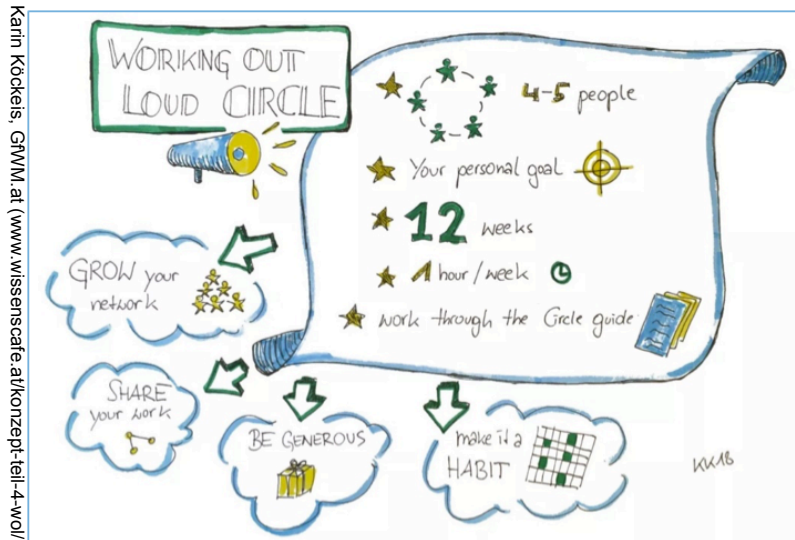 WORKING OUT
LOUD CIRCLE
4-5 people
Your personal goal
12 weeks
1 hour/week
work through the Circle guide
GROW your
network
SHARE
your work
BE GENEROUS
make it a
HABIT
KK18
Karin Köckeis, GfWM.at (www.wissenscafe.at/konzept-teil-4-wol/